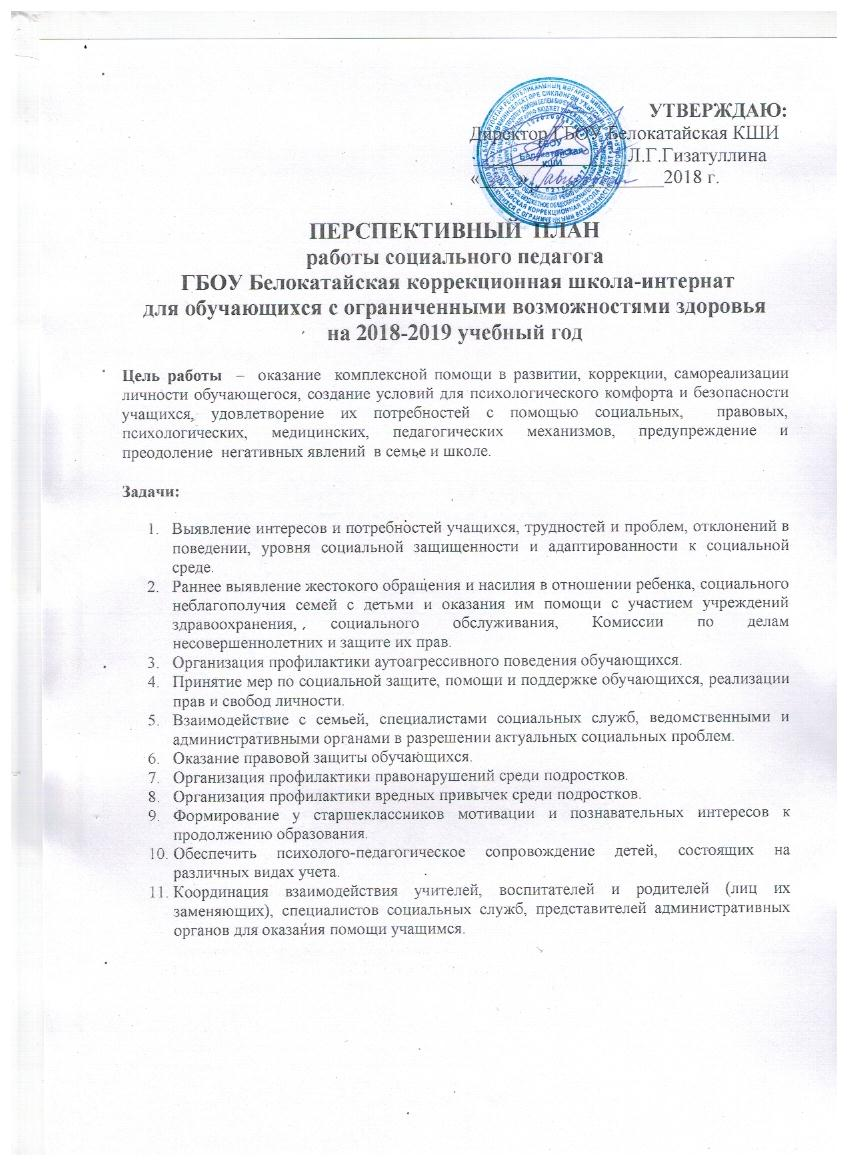 УТВЕРЖДАЮ:
Директор ГБОУ Белокатайская КШИ
Л.Г.Гизатуллина
« 2018 г.
ГБОУ
Белокатайская
КШИ
ПЕРСПЕКТИВНЫЙ ПЛАН
работы социального педагога
ГБОУ Белокатайская коррекционная школа-интернат
для обучающихся с ограниченными возможностями здоровья
на 2018-2019 учебный год
Цель работы – оказание комплексной помощи в развитии, коррекции, самореализации
личности обучающегося, создание условий для психологического комфорта и безопасности
учащихся, удовлетворение их потребностей с помощью социальных, правовых,
психологических, медицинских, педагогических механизмов, предупреждение и
преодоление негативных явлений в семье и школе.
Задачи:
1. Выявление интересов и потребностей учащихся, трудностей и проблем, отклонений в
поведении, уровня социальной защищенности и адаптированности к социальной
среде.
2. Раннее выявление жестокого обращения и насилия в отношении ребенка, социального
неблагополучия семей с детьми и оказания им помощи с участием учреждений
здравоохранения, социального обслуживания, Комиссии по делам
несовершеннолетних и защите их прав.
3. Организация профилактики аутоагрессивного поведения обучающихся.
4. Принятие мер по социальной защите, помощи и поддержке обучающихся, реализации
прав и свобод личности.
5. Взаимодействие с семьей, специалистами социальных служб, ведомственными и
административными органами в разрешении актуальных социальных проблем.
6. Оказание правовой защиты обучающихся.
7. Организация профилактики правонарушений среди подростков.
8. Организация профилактики вредных привычек среди подростков.
9. Формирование у старшеклассников мотивации и познавательных интересов к
продолжению образования.
10. Обеспечить психолого-педагогическое сопровождение детей, состоящих на
различных видах учета.
11. Координация взаимодействия учителей, воспитателей и родителей (лиц их
заменяющих), специалистов социальных служб, представителей административных
органов для оказания помощи учащимся.